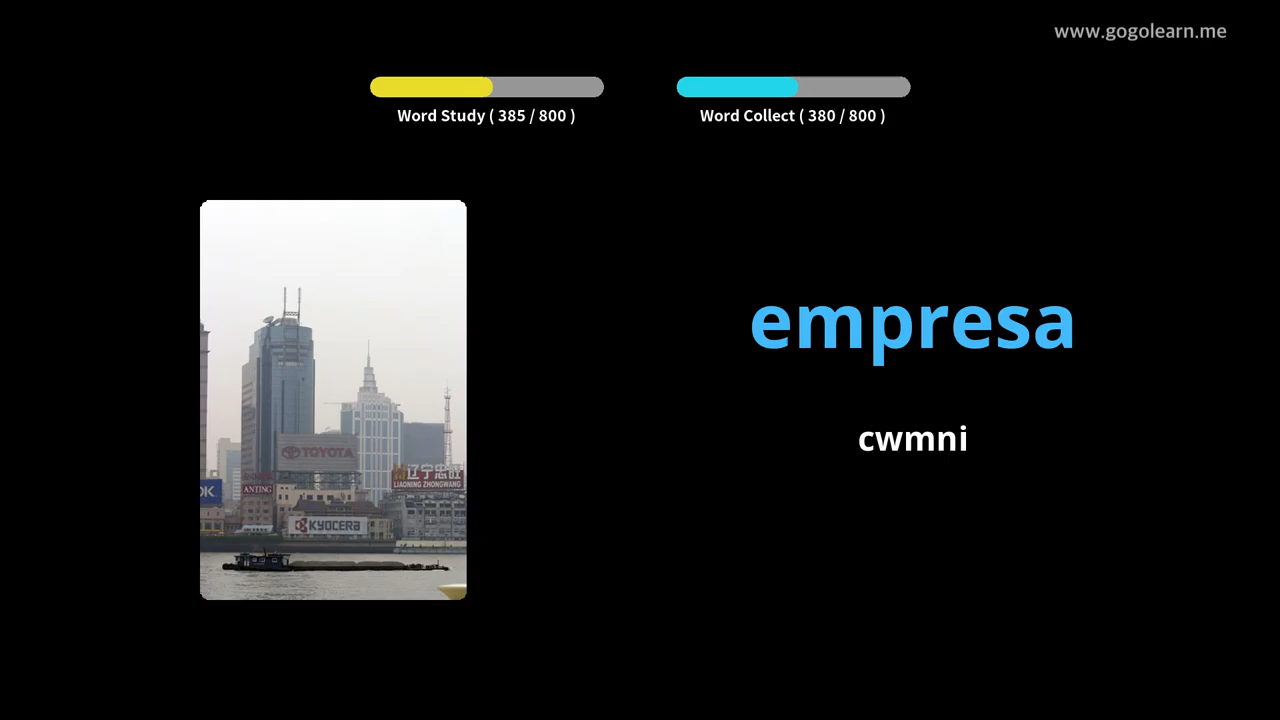 www.gogolearn.me
Word Study ( 385 / 800 )
Word Collect ( 380 / 800 )
empresa
cwmni
TOYOTA
辽宁忠旺
LIAONING ZHONGWANG
OK
ANTING
KYOCERA